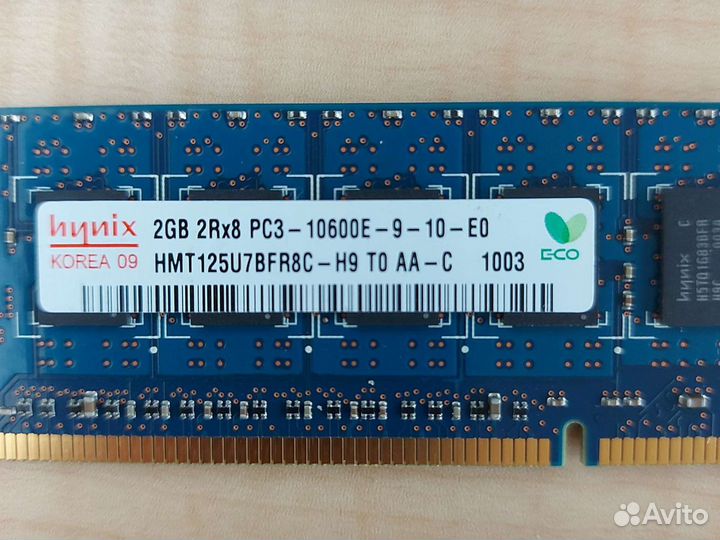 hynix 2GB 2Rx8 PC3-10600E-9-10-E0
KOREA 09 HMT125U7BFR8C-H9 T0 AA-C 1003
ECO
hynix C
Avito